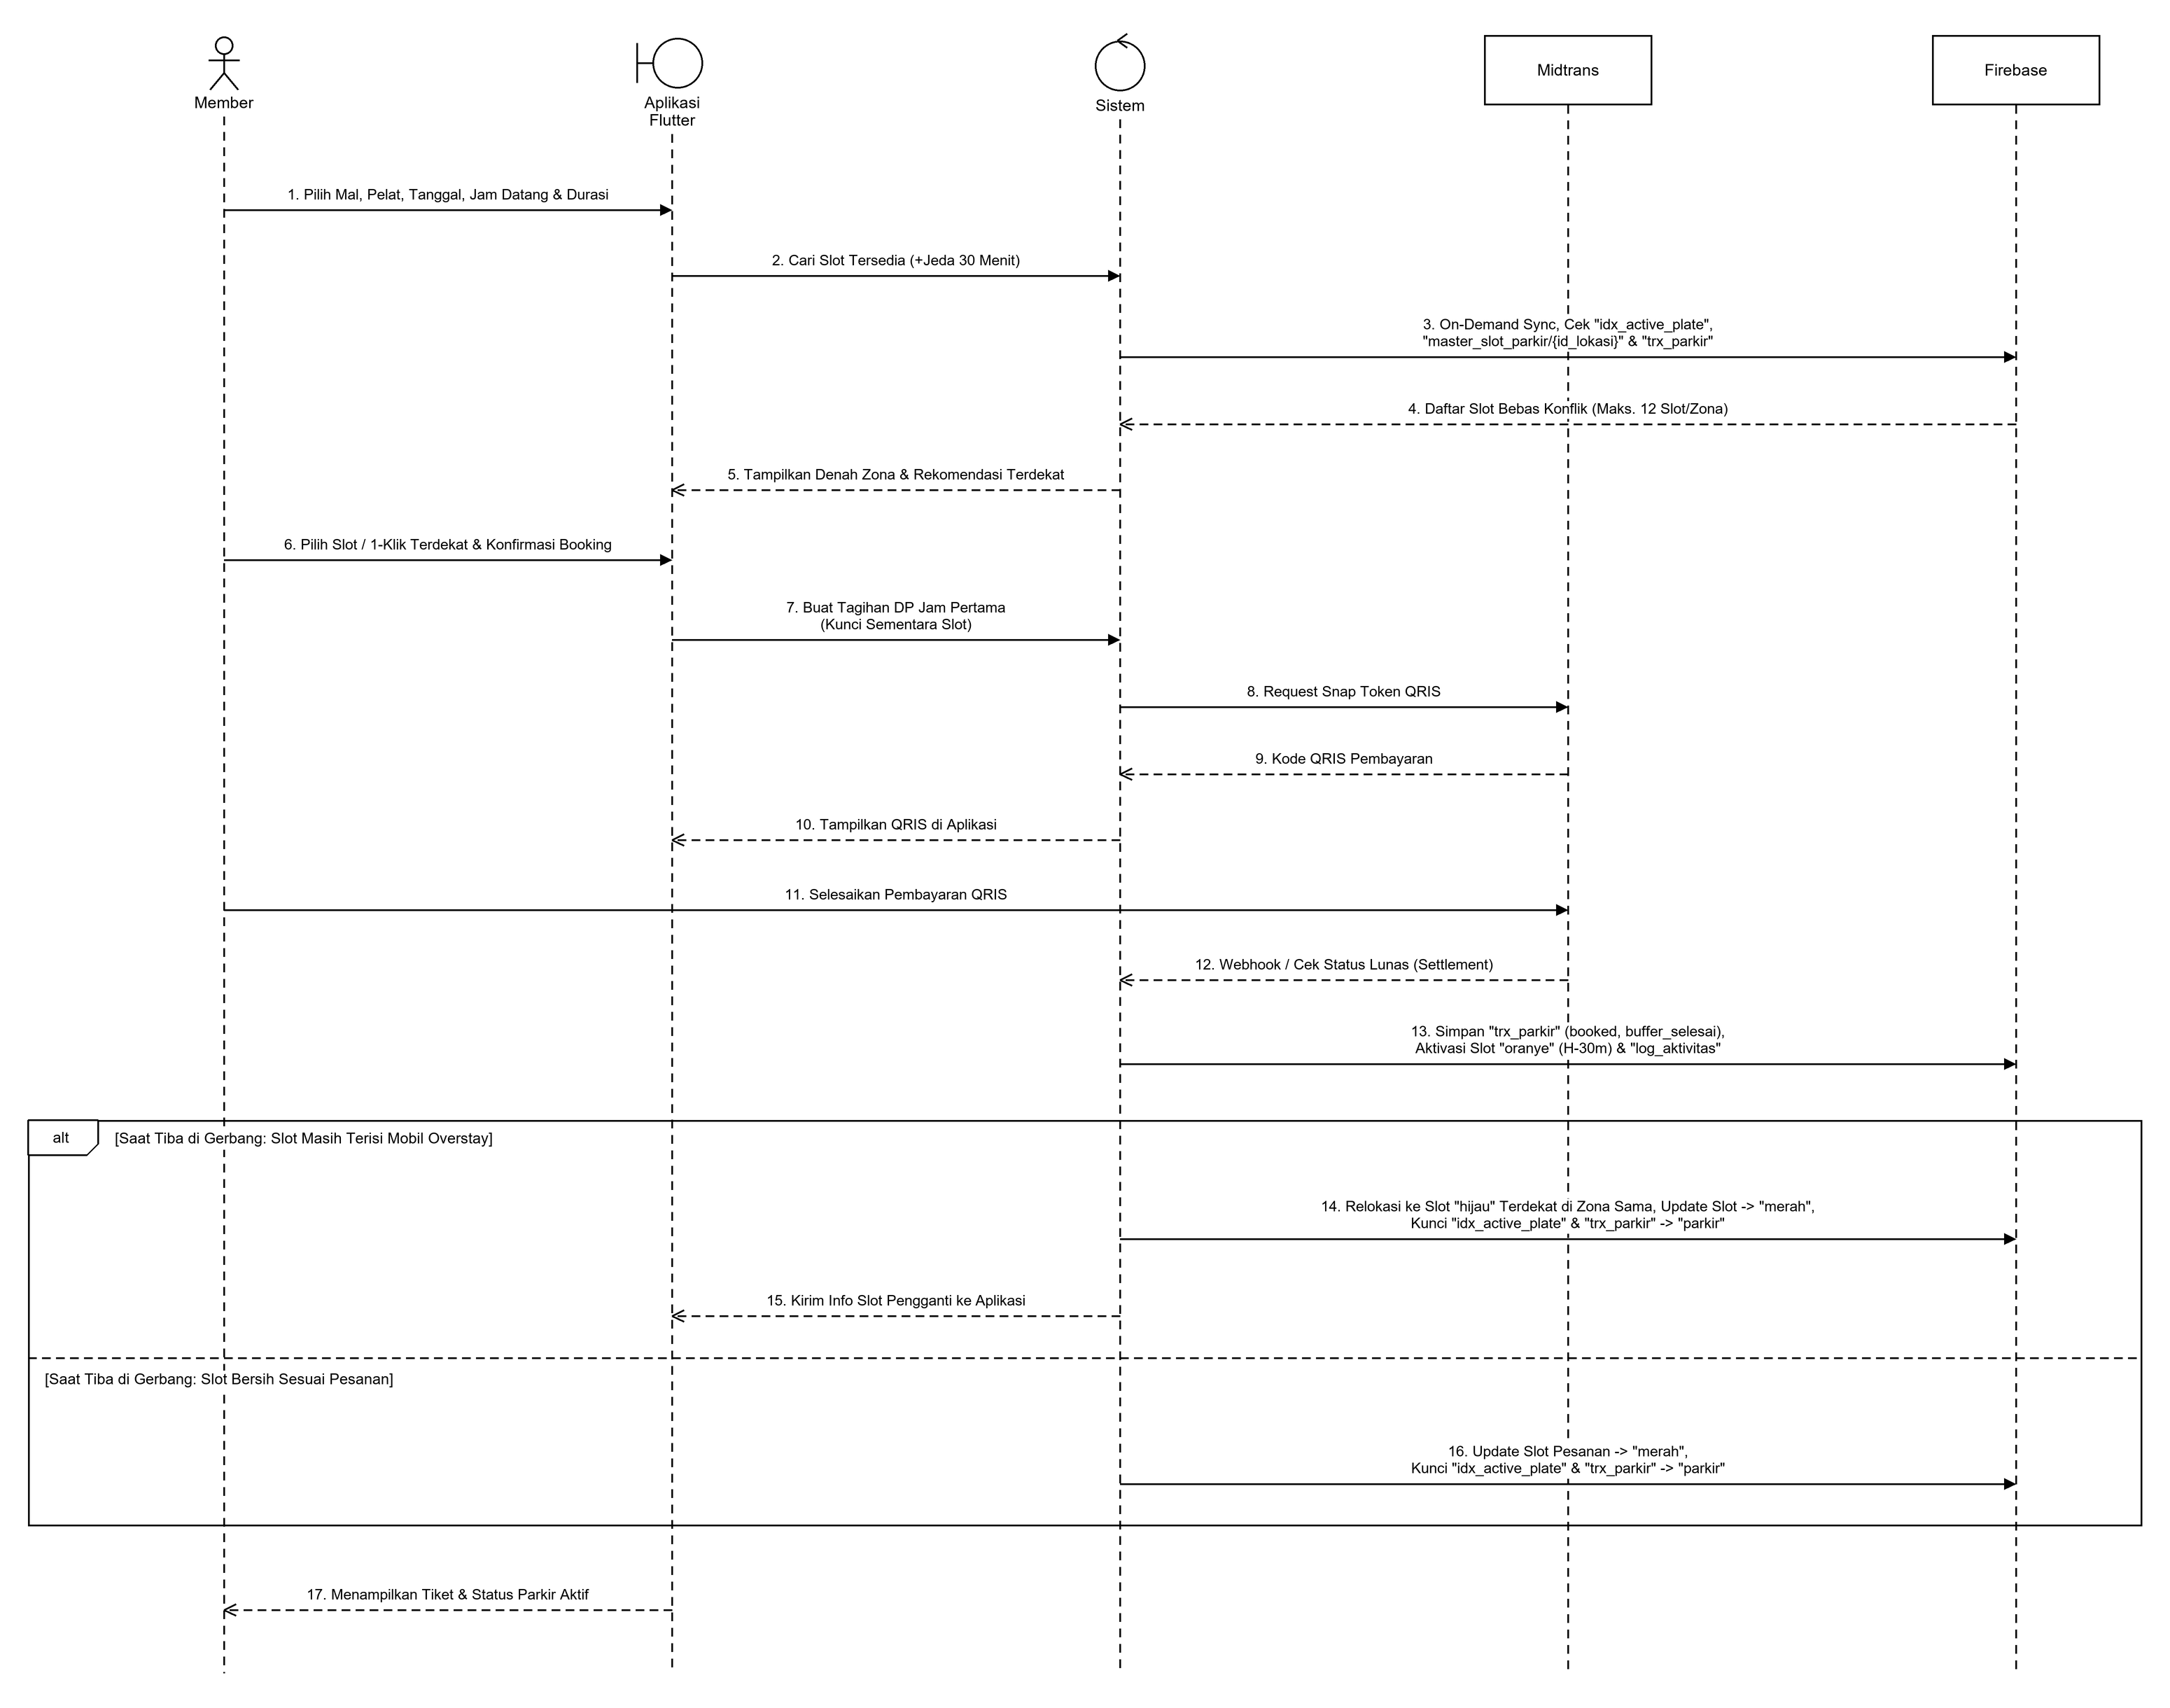 Member
Aplikasi
Flutter
Sistem
Midtrans
Firebase
1. Pilih Mal, Pelat, Tanggal, Jam Datang & Durasi
2. Cari Slot Tersedia (+Jeda 30 Menit)
3. On-Demand Sync, Cek "idx_active_plate",
"master_slot_parkir/{id_lokasi}" & "trx_parkir"
4. Daftar Slot Bebas Konflik (Maks. 12 Slot/Zona)
5. Tampilkan Denah Zona & Rekomendasi Terdekat
6. Pilih Slot / 1-Klik Terdekat & Konfirmasi Booking
7. Buat Tagihan DP Jam Pertama
(Kunci Sementara Slot)
8. Request Snap Token QRIS
9. Kode QRIS Pembayaran
10. Tampilkan QRIS di Aplikasi
11. Selesaikan Pembayaran QRIS
12. Webhook / Cek Status Lunas (Settlement)
13. Simpan "trx_parkir" (booked, buffer_selesai),
Aktivasi Slot "oranye" (H-30m) & "log_aktivitas"
alt
[Saat Tiba di Gerbang: Slot Masih Terisi Mobil Overstay]
14. Relokasi ke Slot "hijau" Terdekat di Zona Sama, Update Slot -> "merah",
Kunci "idx_active_plate" & "trx_parkir" -> "parkir"
15. Kirim Info Slot Pengganti ke Aplikasi
[Saat Tiba di Gerbang: Slot Bersih Sesuai Pesanan]
16. Update Slot Pesanan -> "merah",
Kunci "idx_active_plate" & "trx_parkir" -> "parkir"
17. Menampilkan Tiket & Status Parkir Aktif